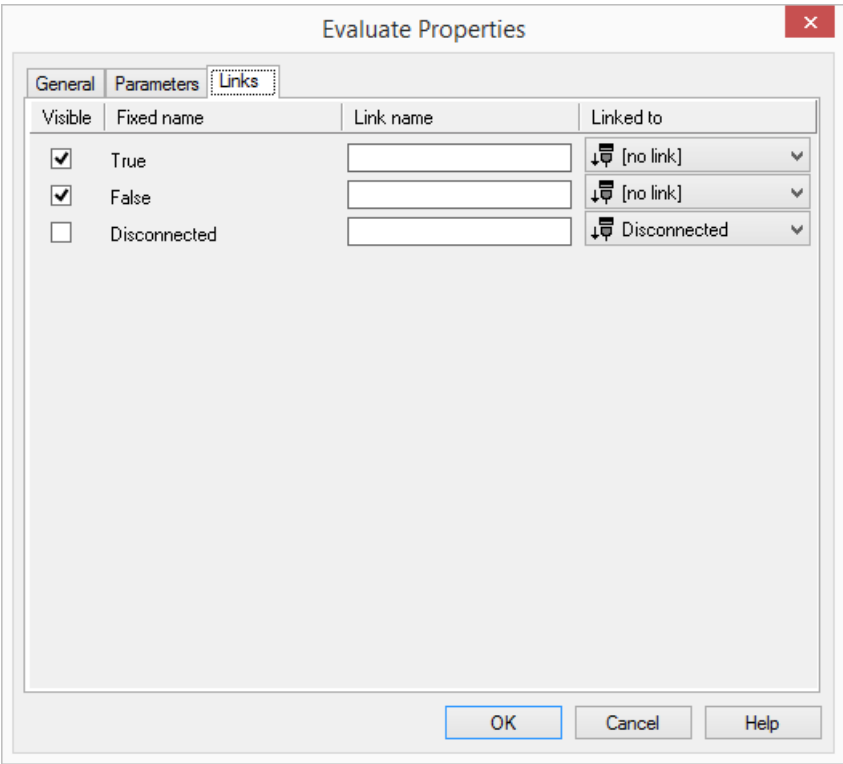 Evaluate Properties
General Parameters Links
Visible Fixed name Link name Linked to
True [no link]
False [no link]
Disconnected Disconnected
OK Cancel Help